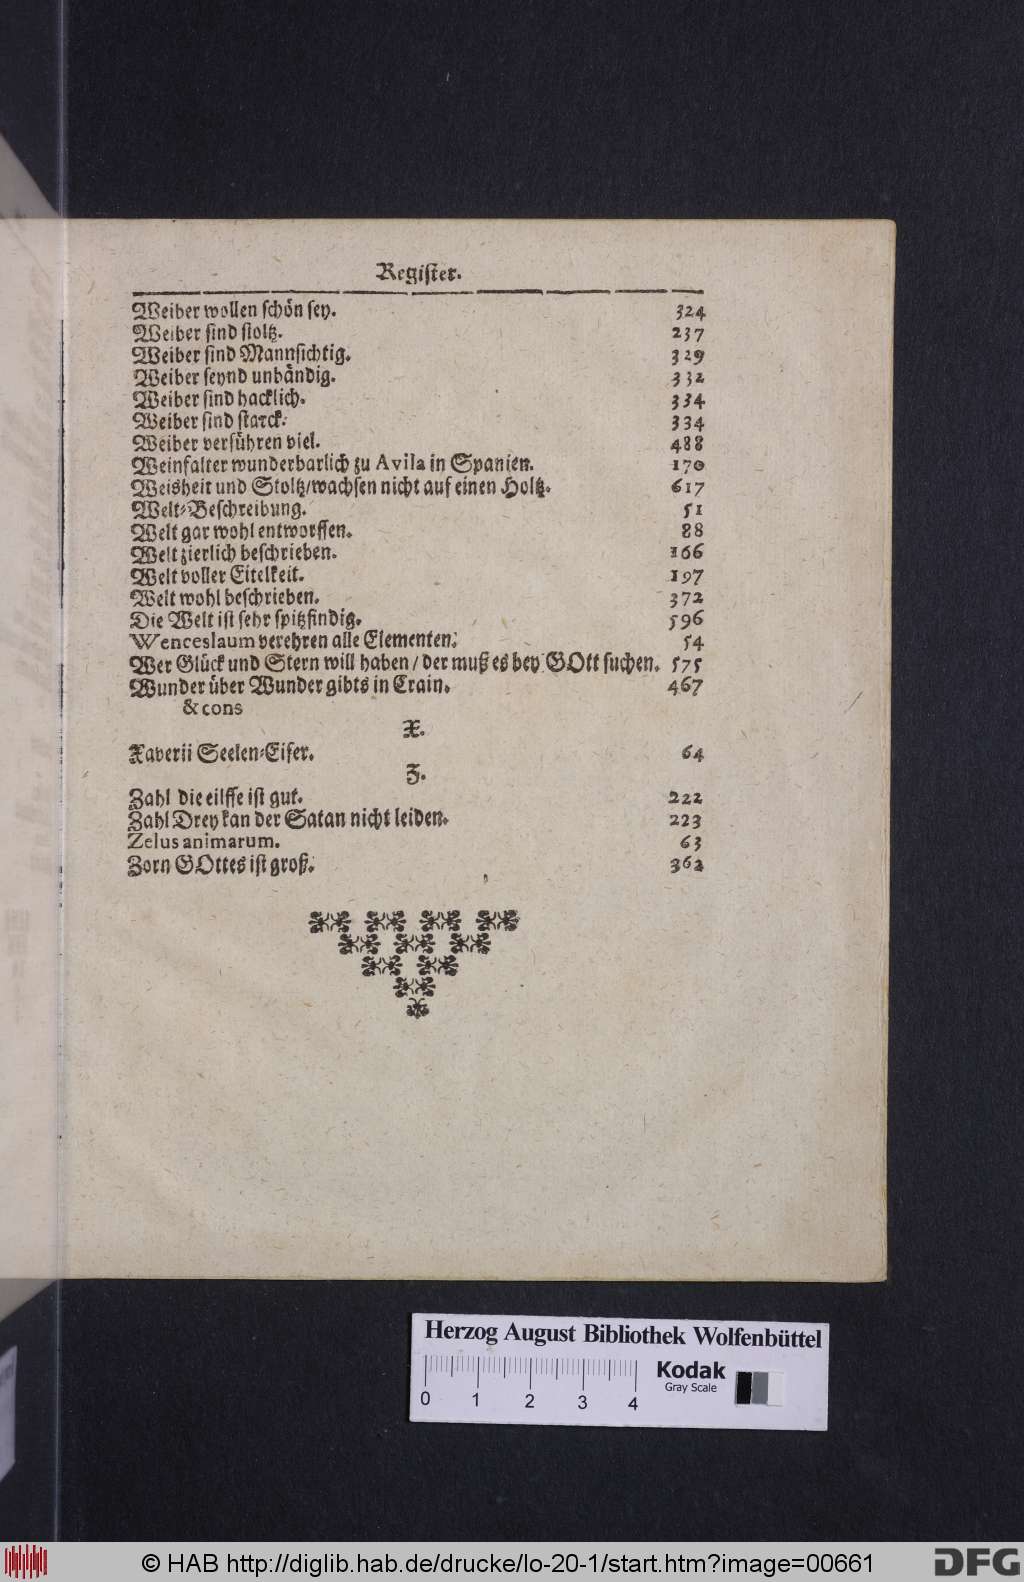 Register.
Weiber wollen schön sey. 324
Weiber sind stoltz. 237
Weiber sind Mannsichtig. 329
Weiber seynd unbändig. 332
Weiber sind hacklich. 334
Weiber sind starck. 334
Weiber verführen viel. 488
Weinfalter wunderbarlich zu Avila in Spanien. 170
Weisheit und Stoltz/wachsen nicht auf einen Holtz. 617
Welt-Beschreibung. 51
Welt gar wohl entworffen. 88
Welt zierlich beschrieben. 166
Welt voller Eitelkeit. 197
Welt wohl beschrieben. 372
Die Welt ist sehr spitzfindig. 596
Wenceslaum verehren alle Elementen. 54
Wer Glück und Stern will haben / der muß es bey GOtt suchen. 575
Wunder über Wunder gibts in Crain. 467
& cons
X.
Xaverii Seelen-Eifer. 64
Z.
Zahl die eilffe ist gut. 222
Zahl Drey kan der Satan nicht leiden. 223
Zelus animarum. 63
Zorn GOttes ist groß. 362
Herzog August Bibliothek Wolfenbüttel
Kodak
Gray Scale
0 1 2 3 4
© HAB http://diglib.hab.de/drucke/lo-20-1/start.htm?image=00661
DFG